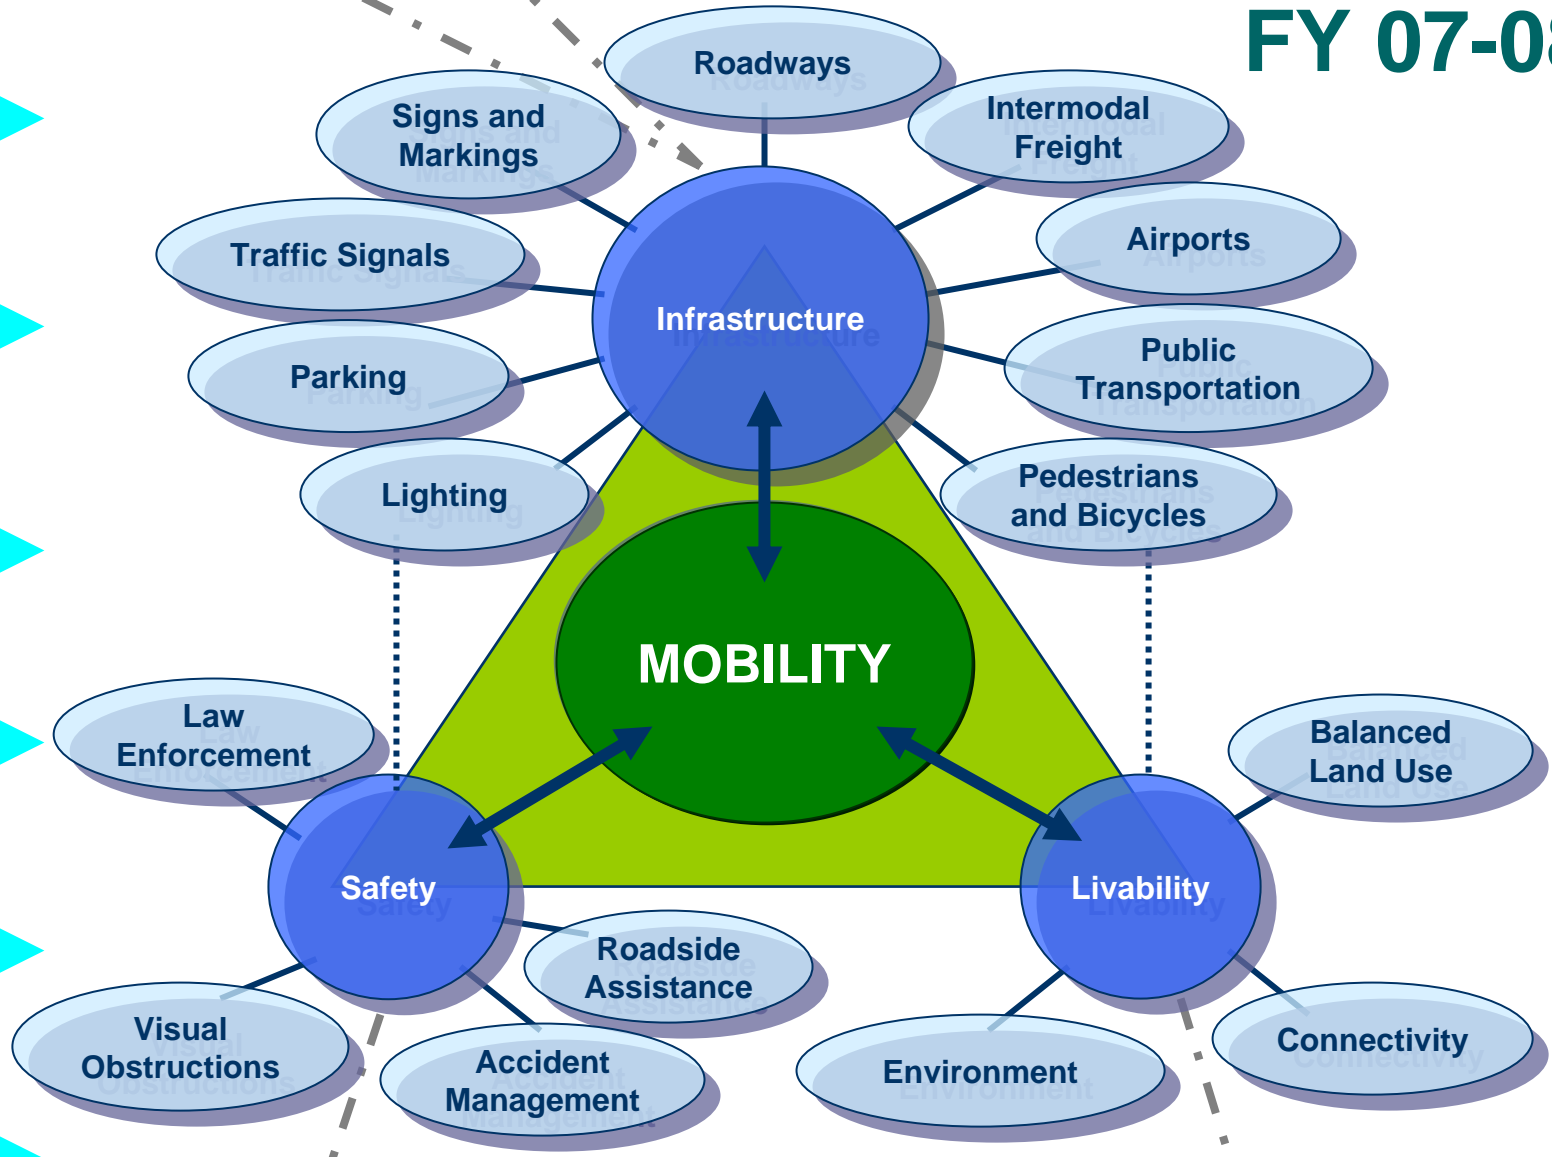 FY 07-08
Roadways
Signs and
Markings
Intermodal
Freight
Traffic Signals
Airports
Infrastructure
Parking
Public
Transportation
Lighting
Pedestrians
and Bicycles
MOBILITY
Law
Enforcement
Balanced
Land Use
Safety
Livability
Roadside
Assistance
Visual
Obstructions
Accident
Management
Environment
Connectivity